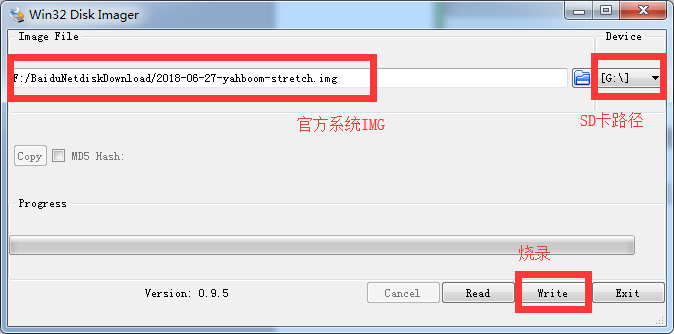 Win32 Disk Imager
Image File
Device
F:/BaiduNetdiskDownload/2018-06-27-yahboom-stretch.img
[G:\]
官方系统IMG
SD卡路径
Copy
MD5 Hash:
Progress
烧录
Version: 0.9.5
Cancel
Read
Write
Exit